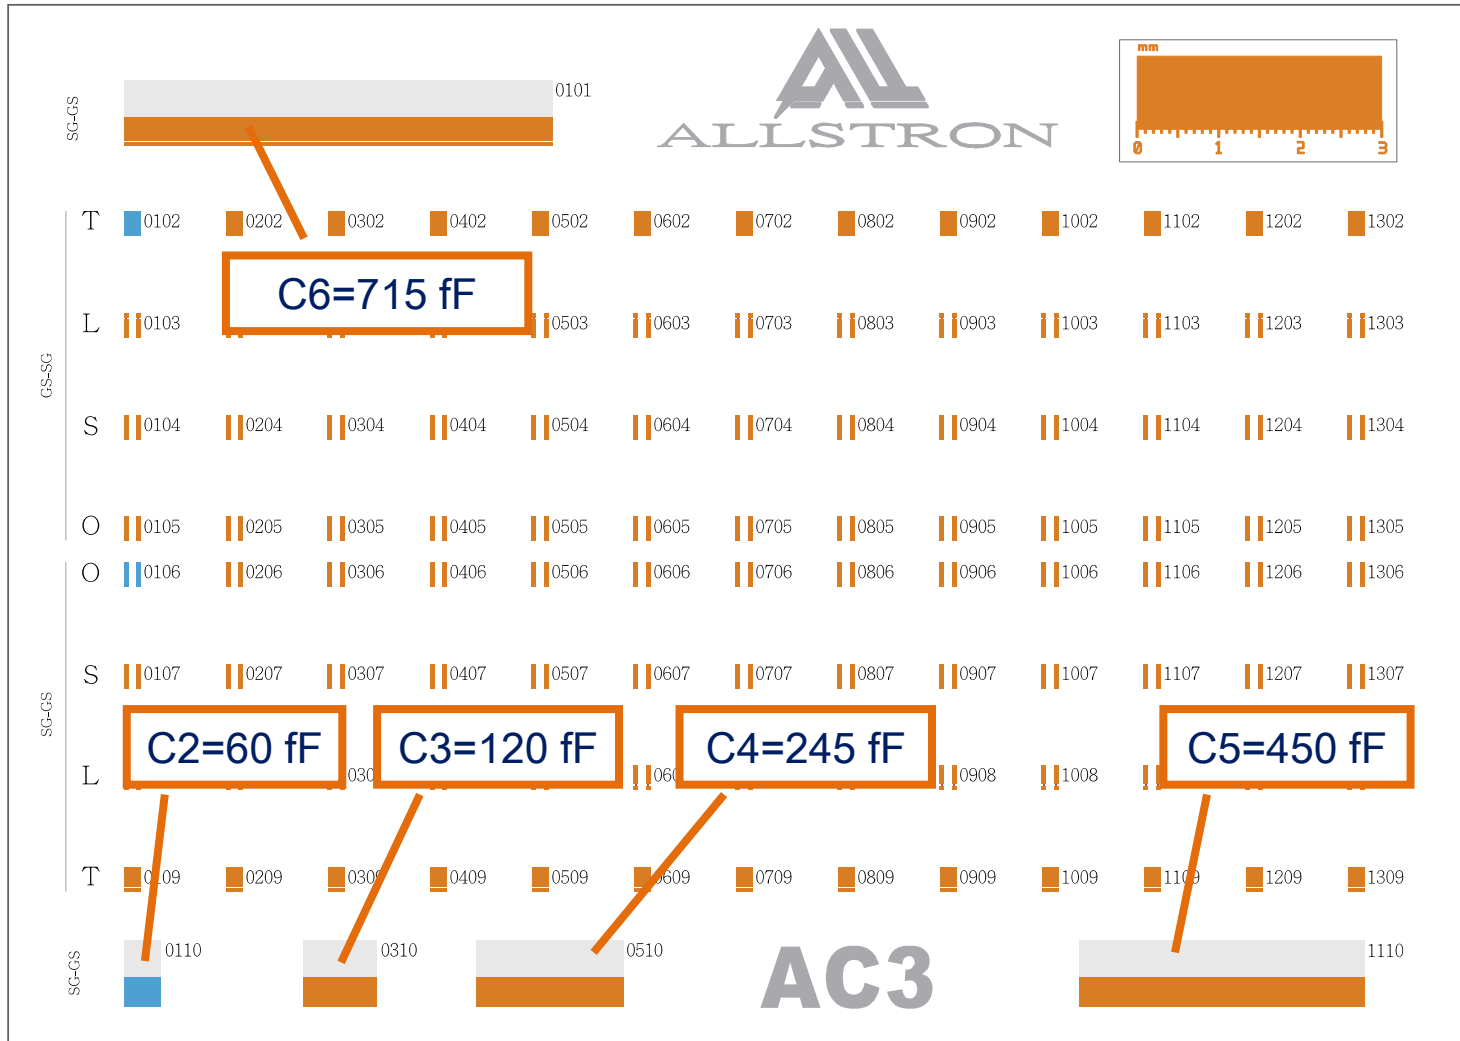 mm
0 1 2 3
ALLSTRON
SG-GS
0101
GS-SG
T 0102 0202 0302 0402 0502 0602 0702 0802 0902 1002 1102 1202 1302
C6=715 fF
L 0103 0503 0603 0703 0803 0903 1003 1103 1203 1303
S 0104 0204 0304 0404 0504 0604 0704 0804 0904 1004 1104 1204 1304
O 0105 0205 0305 0405 0505 0605 0705 0805 0905 1005 1105 1205 1305
SG-GS
O 0106 0206 0306 0406 0506 0606 0706 0806 0906 1006 1106 1206 1306
S 0107 0207 0307 0407 0507 0607 0707 0807 0907 1007 1107 1207 1307
C2=60 fF C3=120 fF C4=245 fF C5=450 fF
L 0908 1008
T 0109 0209 0309 0409 0509 0609 0709 0809 0909 1009 1109 1209 1309
SG-GS
0110 0310 0510 1110
AC3